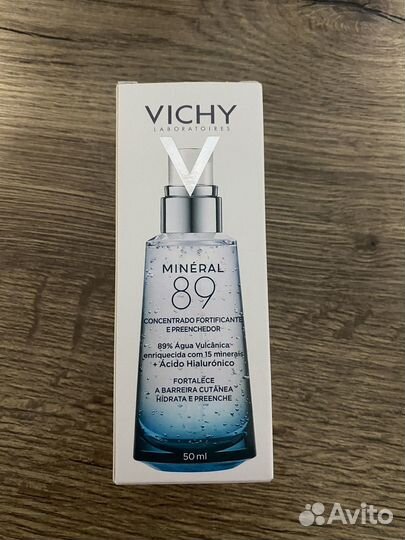 VICHY
LABORATOIRES
MINÉRAL
89
CONCENTRADO FORTIFICANTE
E PREENCHEDOR
89% Água Vulcânica
enriquecida com 15 minerais
+ Ácido Hialurónico
FORTALECE
A BARREIRA CUTÂNEA
HIDRATA E PREENCHE
50 ml
Avito